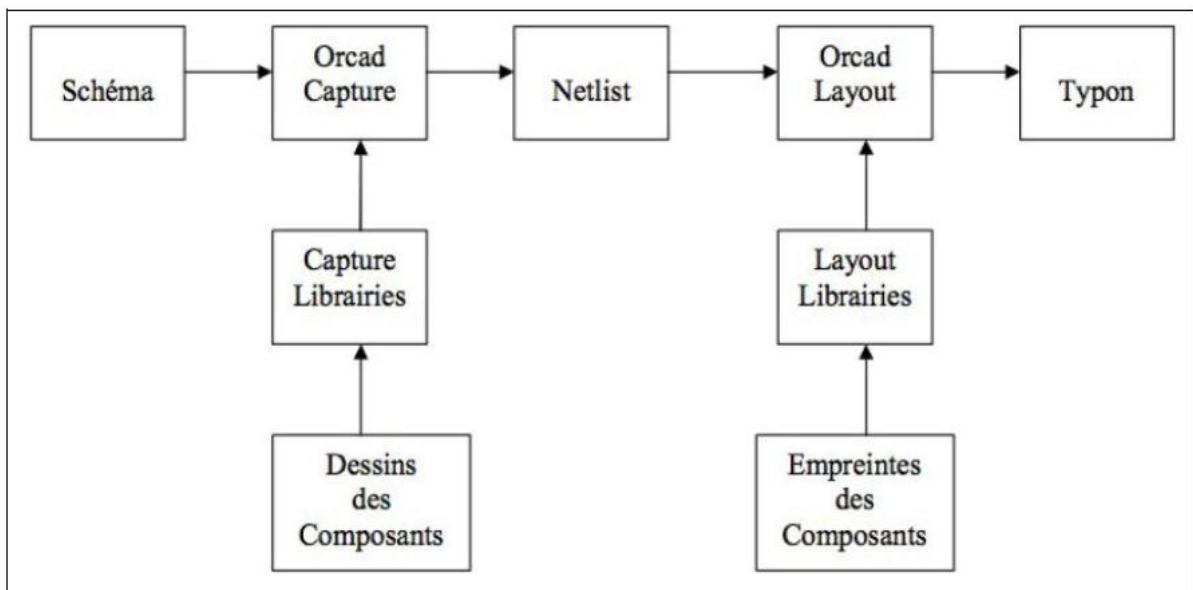 Schéma
Orcad
Capture
Netlist
Orcad
Layout
Typon
Capture
Librairies
Layout
Librairies
Dessins
des
Composants
Empreintes
des
Composants